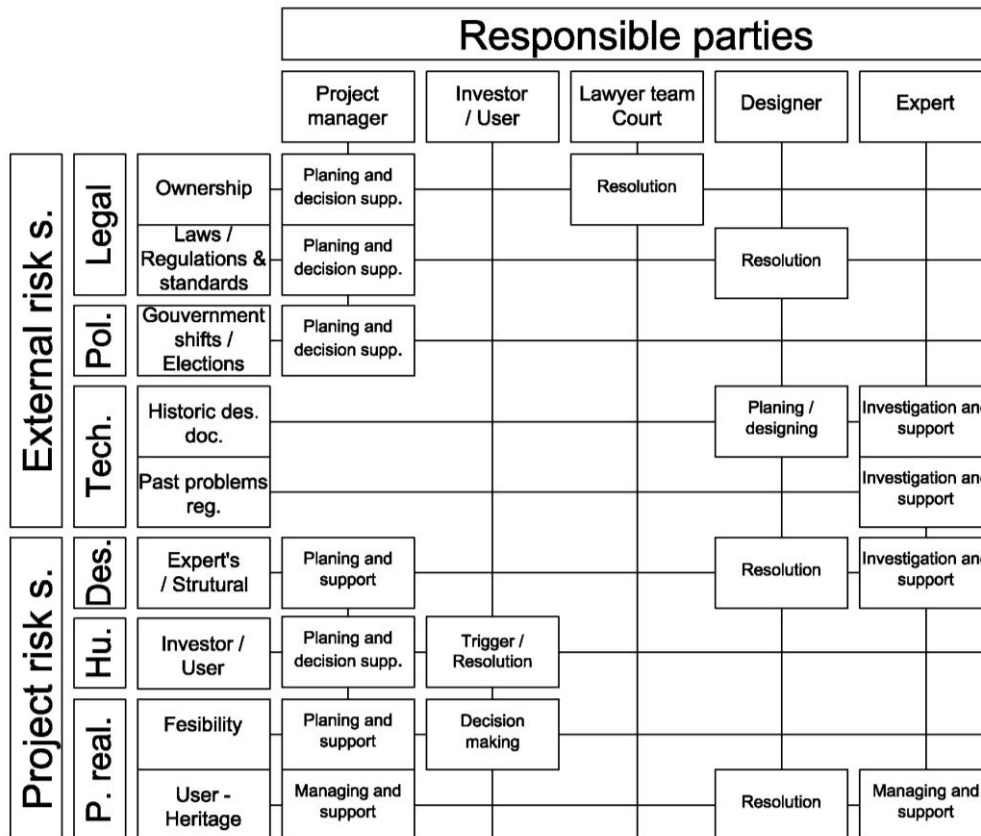 Responsible parties
Project
manager
Investor
/ User
Lawyer team
Court
Designer
Expert
External risk s.
Legal
Ownership
Planing and
decision supp.
Resolution
Laws /
Regulations &
standards
Planing and
decision supp.
Resolution
Pol.
Gouvernment
shifts /
Elections
Planing and
decision supp.
Tech.
Historic des.
doc.
Planing /
designing
Investigation and
support
Past problems
reg.
Investigation and
support
Project risk s.
Des.
Expert's
/ Strutural
Planing and
support
Resolution
Investigation and
support
Hu.
Investor /
User
Planing and
decision supp.
Trigger /
Resolution
P. real.
Fesibility
Planing and
support
Decision
making
User -
Heritage
Managing and
support
Resolution
Managing and
support